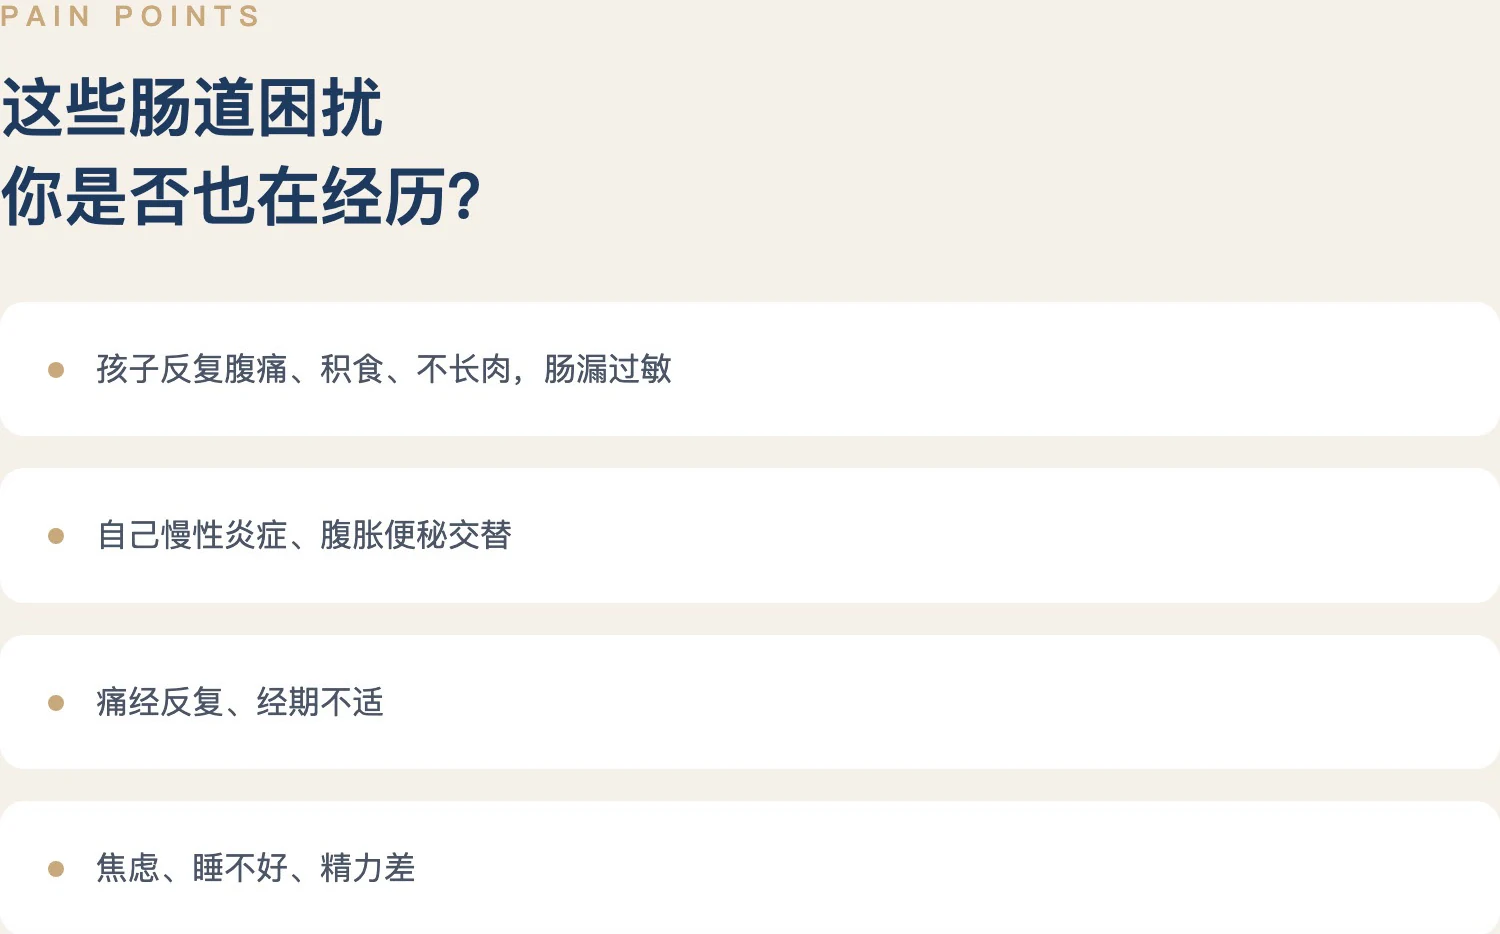 PAIN POINTS
这些肠道困扰
你是否也在经历？
孩子反复腹痛、积食、不长肉，肠漏过敏
自己慢性炎症、腹胀便秘交替
痛经反复、经期不适
焦虑、睡不好、精力差